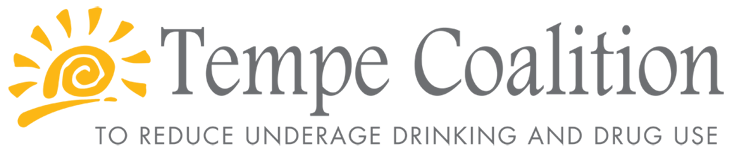 Tempe Coalition
TO REDUCE UNDERAGE DRINKING AND DRUG USE